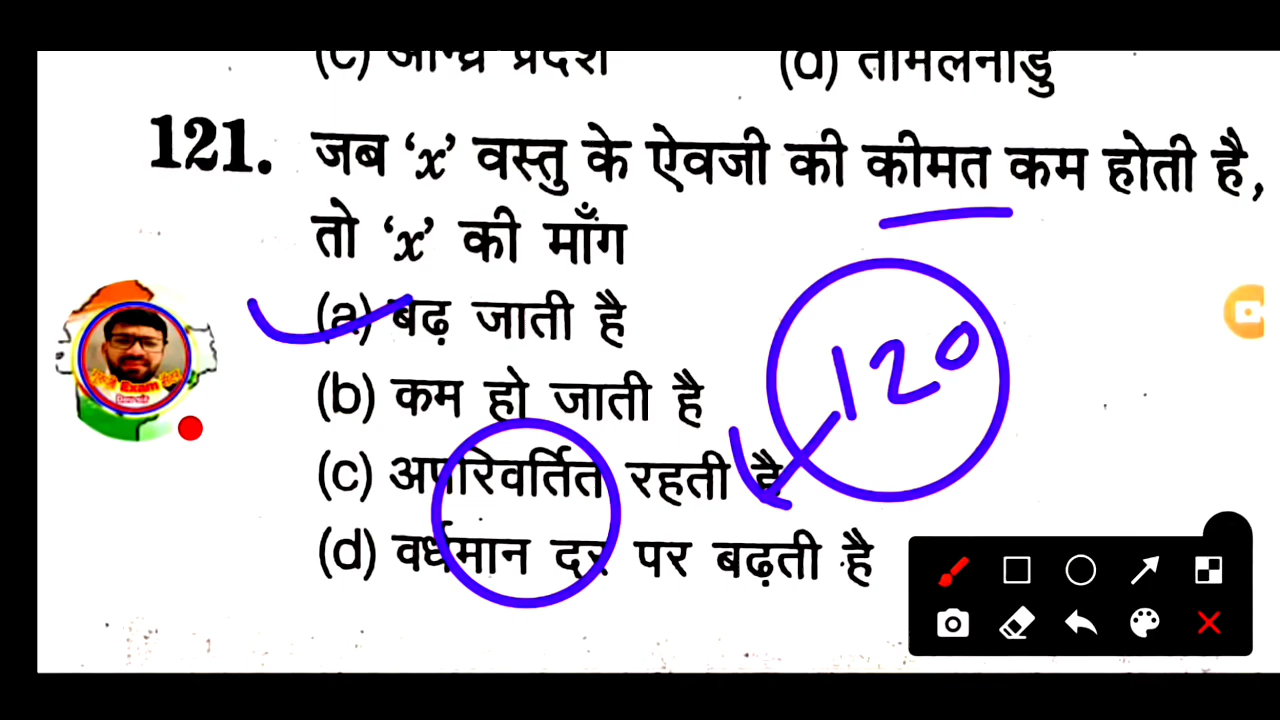 (c) आन्ध्र प्रदेश (d) तामिलनाडु
121. जब ‘x’ वस्तु के ऐवजी की कीमत कम होती है,
तो ‘x’ की माँग
(a) बढ़ जाती है
(b) कम हो जाती है
(c) अपरिवर्तित रहती है
(d) वर्धमान दर पर बढ़ती है
120
Exam